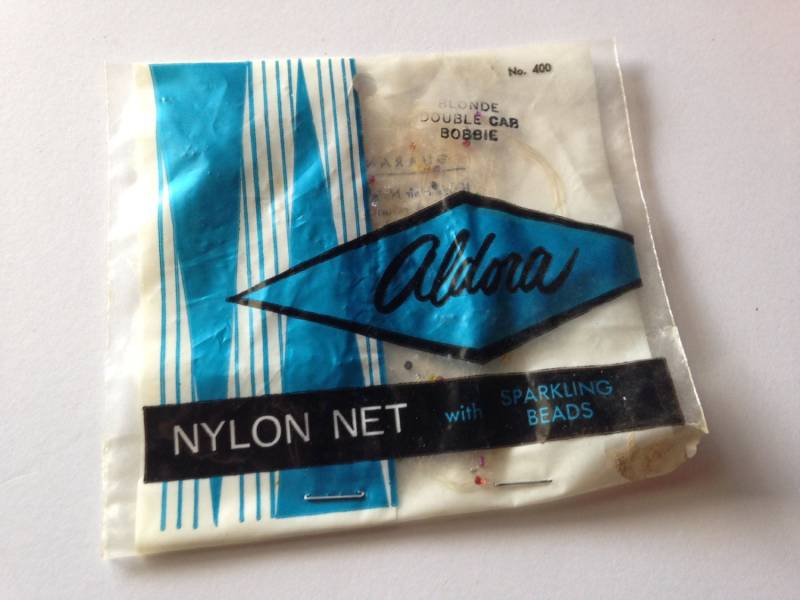 No. 400
BLONDE
DOUBLE CAB
BOBBIE
Aldora
NYLON NET with SPARKLING
BEADS